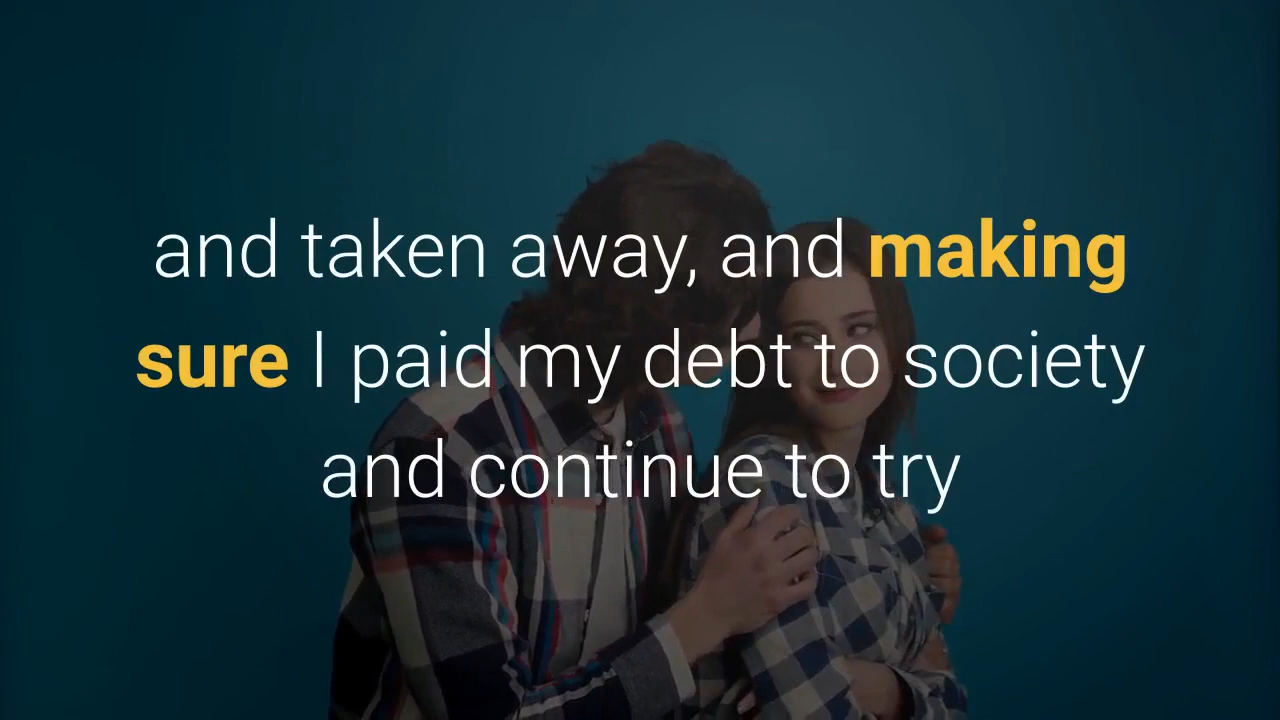 and taken away, and making
sure I paid my debt to society
and continue to try